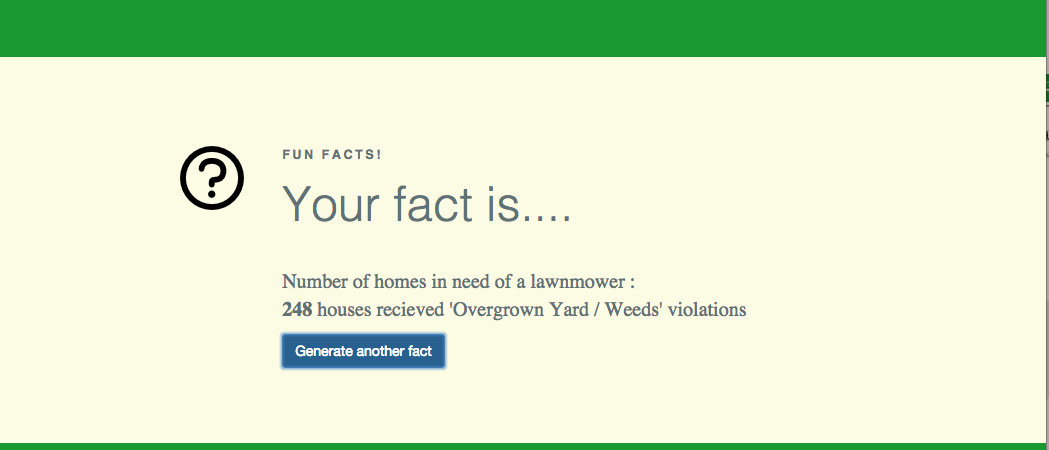 FUN FACTS!
Your fact is....
Number of homes in need of a lawnmower :
248 houses recieved 'Overgrown Yard / Weeds' violations
Generate another fact